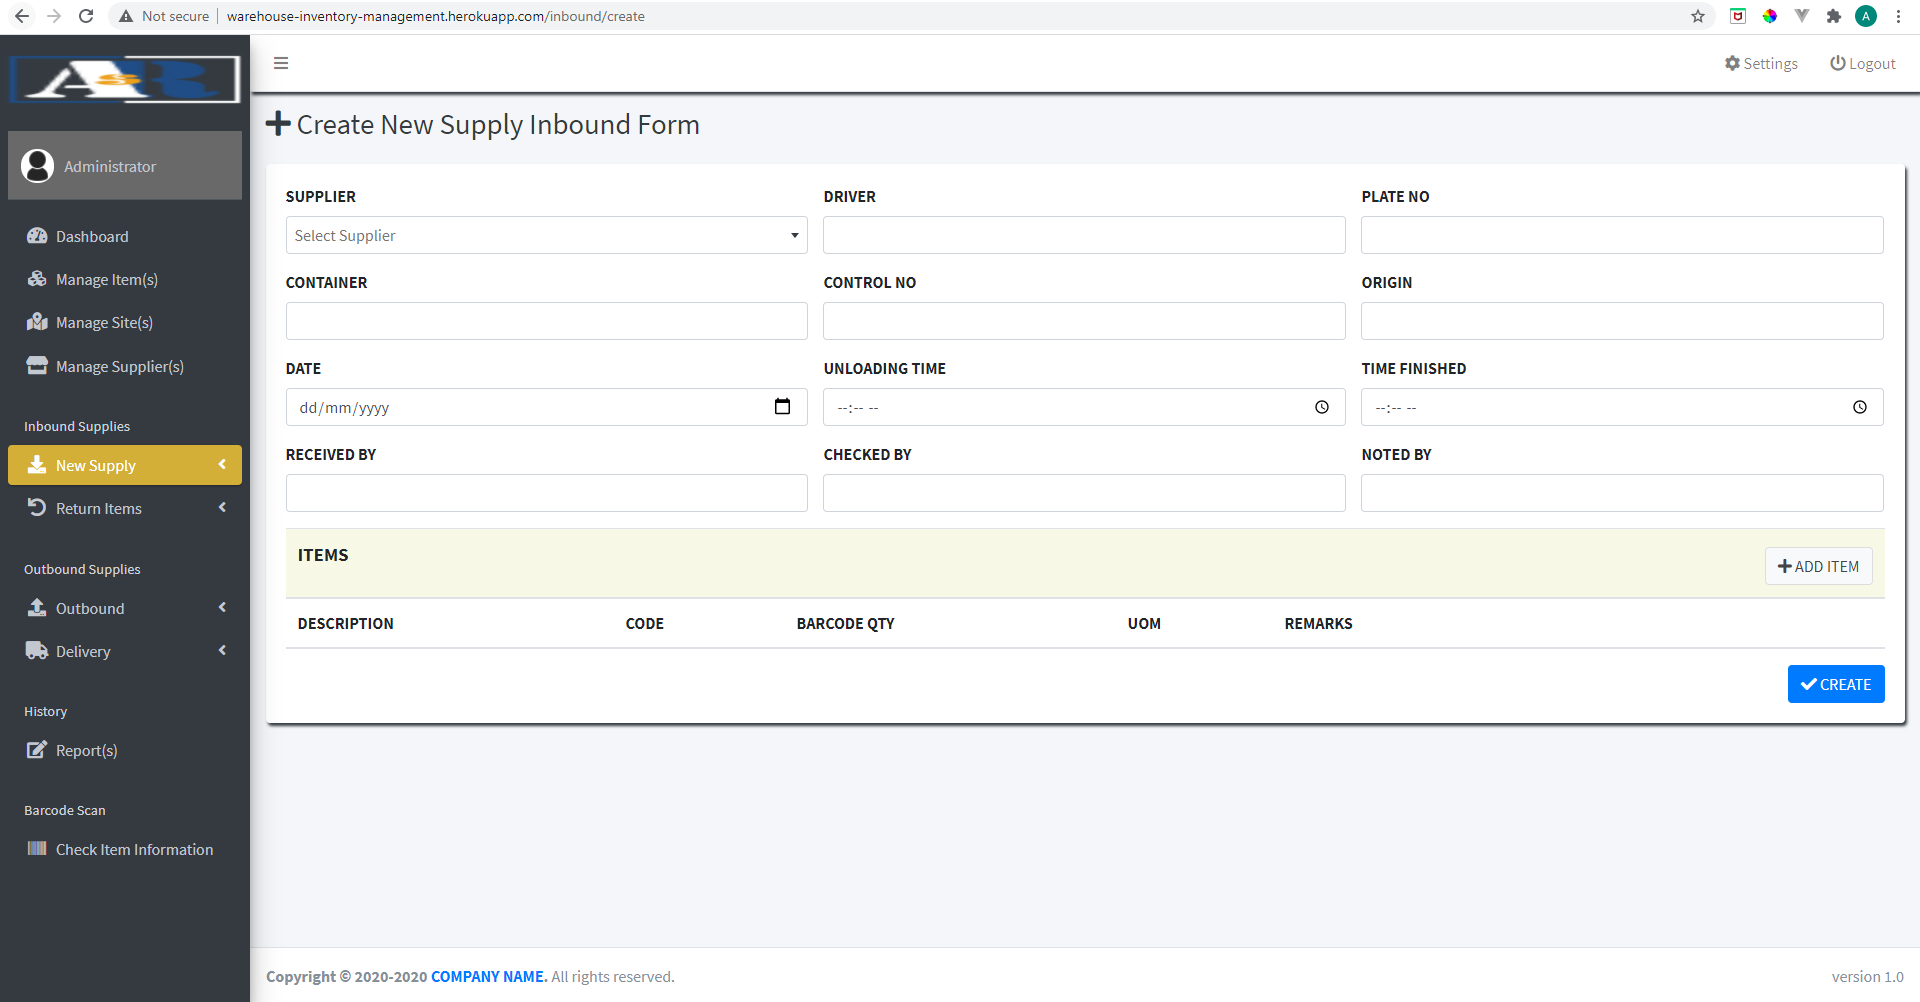 Not secure warehouse-inventory-management.herokuapp.com/inbound/create A
ASR
Settings Logout
Create New Supply Inbound Form
Administrator
Dashboard
Manage Item(s)
Manage Site(s)
Manage Supplier(s)
Inbound Supplies
New Supply
Return Items
Outbound Supplies
Outbound
Delivery
History
Report(s)
Barcode Scan
Check Item Information
SUPPLIER DRIVER PLATE NO
Select Supplier
CONTAINER CONTROL NO ORIGIN
DATE UNLOADING TIME TIME FINISHED
dd/mm/yyyy --:-- -- --:-- --
RECEIVED BY CHECKED BY NOTED BY
ITEMS ADD ITEM
DESCRIPTION CODE BARCODE QTY UOM REMARKS
CREATE
Copyright © 2020-2020 COMPANY NAME. All rights reserved. version 1.0